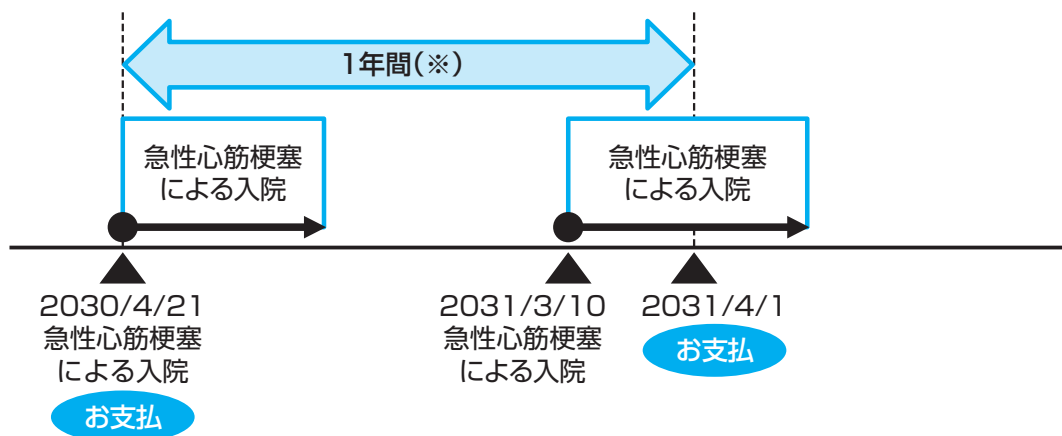 1年間(※)
急性心筋梗塞
による入院
急性心筋梗塞
による入院
2030/4/21
急性心筋梗塞
による入院
お支払
2031/3/10
急性心筋梗塞
による入院
2031/4/1
お支払